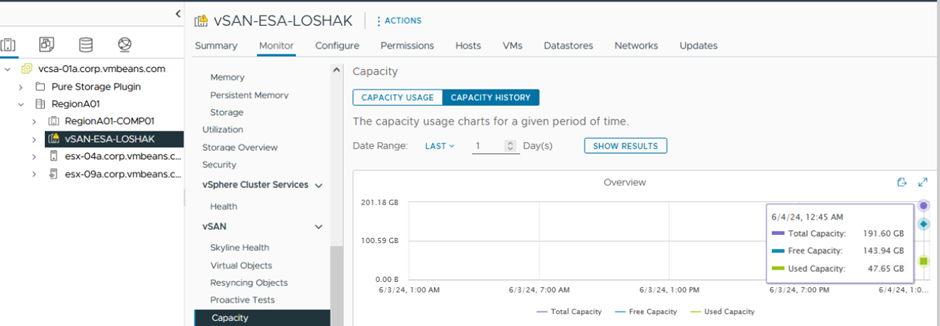 vSAN-ESA-LOSHAK
ACTIONS
Summary Monitor Configure Permissions Hosts VMs Datastores Networks Updates
vcsa-01a.corp.vmbeans.com
Pure Storage Plugin
RegionA01
RegionA01-COMP01
vSAN-ESA-LOSHAK
esx-04a.corp.vmbeans.c...
esx-09a.corp.vmbeans.c...
Memory
Persistent Memory
Storage
Utilization
Storage Overview
Security
vSphere Cluster Services
Health
vSAN
Skyline Health
Virtual Objects
Resyncing Objects
Proactive Tests
Capacity
Capacity
CAPACITY USAGE CAPACITY HISTORY
The capacity usage charts for a given period of time.
Date Range: LAST 1 Day(s) SHOW RESULTS
Overview
201.18 GB
100.59 GB
0.00 B
6/4/24, 12:45 AM
Total Capacity: 191.60 GB
Free Capacity: 143.94 GB
Used Capacity: 47.65 GB
6/3/24, 1:00 AM 6/3/24, 7:00 AM 6/3/24, 1:00 PM 6/3/24, 7:00 PM 6/4/24, 1:0...
Total Capacity Free Capacity Used Capacity